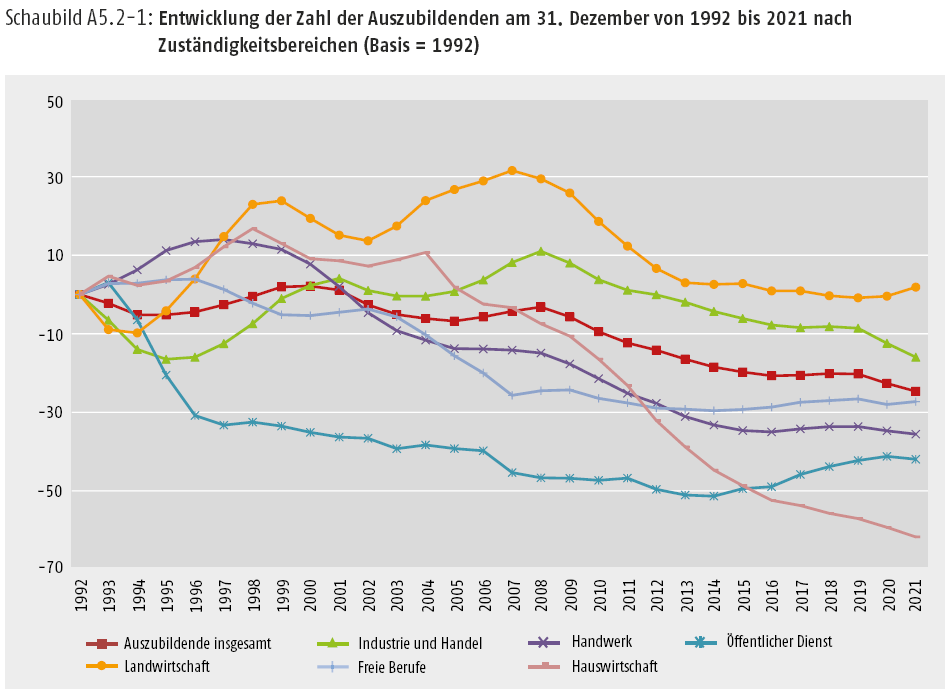 Schaubild A5.2-1: Entwicklung der Zahl der Auszubildenden am 31. Dezember von 1992 bis 2021 nach
Zuständigkeitsbereichen (Basis = 1992)
50
30
10
-10
-30
-50
-70
1992 1993 1994 1995 1996 1997 1998 1999 2000 2001 2002 2003 2004 2005 2006 2007 2008 2009 2010 2011 2012 2013 2014 2015 2016 2017 2018 2019 2020 2021
Auszubildende insgesamt Industrie und Handel Handwerk Öffentlicher Dienst
Landwirtschaft Freie Berufe Hauswirtschaft